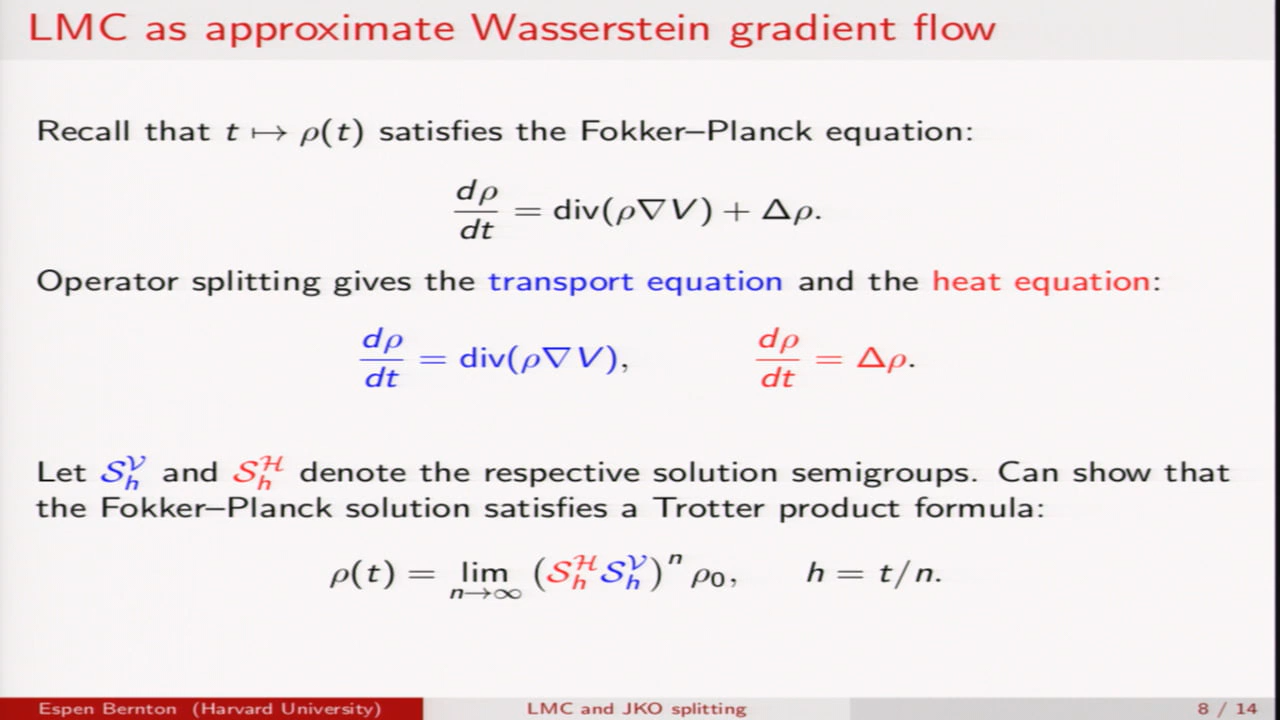 LMC as approximate Wasserstein gradient flow
Recall that t ↦ ρ(t) satisfies the Fokker–Planck equation:
dρ/dt = div(ρ∇V) + Δρ.
Operator splitting gives the transport equation and the heat equation:
dρ/dt = div(ρ∇V), dρ/dt = Δρ.
Let 𝒮_h^𝒱 and 𝒮_h^ℋ denote the respective solution semigroups. Can show that
the Fokker–Planck solution satisfies a Trotter product formula:
ρ(t) = lim_{n→∞} (𝒮_h^ℋ 𝒮_h^𝒱)^n ρ₀, h = t/n.
Espen Bernton (Harvard University) LMC and JKO splitting 8 / 14